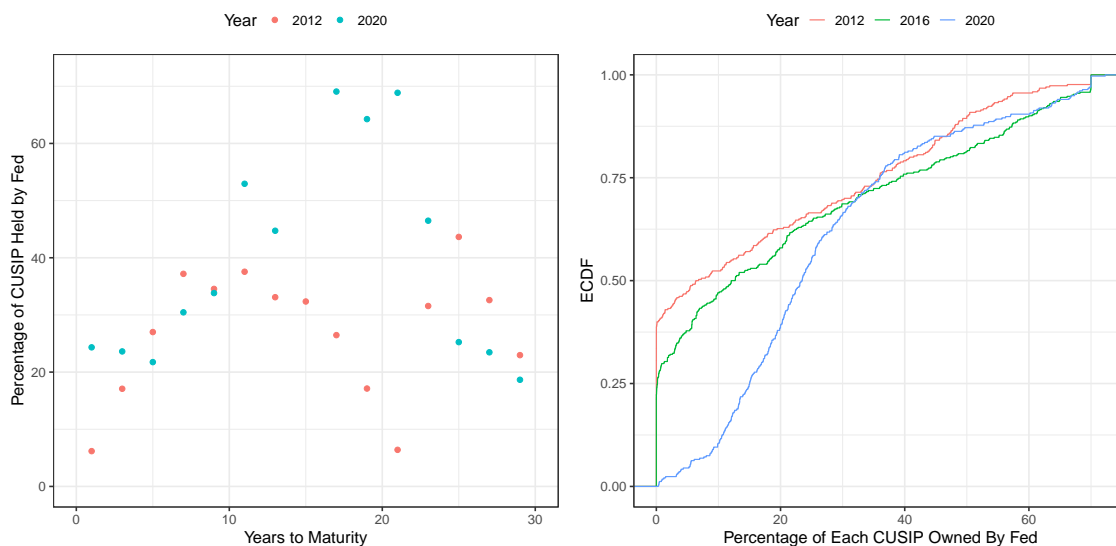 Year 2012 2020
60
40
20
0
0 10 20 30
Years to Maturity
Percentage of CUSIP Held by Fed
Year 2012 2016 2020
1.00
0.75
0.50
0.25
0.00
0 20 40 60
Percentage of Each CUSIP Owned By Fed
ECDF